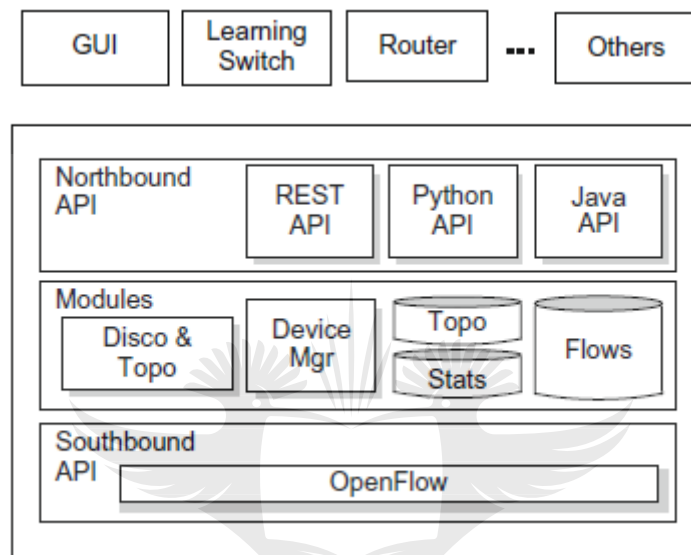 GUI
Learning
Switch
Router
....
Others
Northbound
API
REST
API
Python
API
Java
API
Modules
Disco &
Topo
Device
Mgr
Topo
Stats
Flows
Southbound
API
OpenFlow